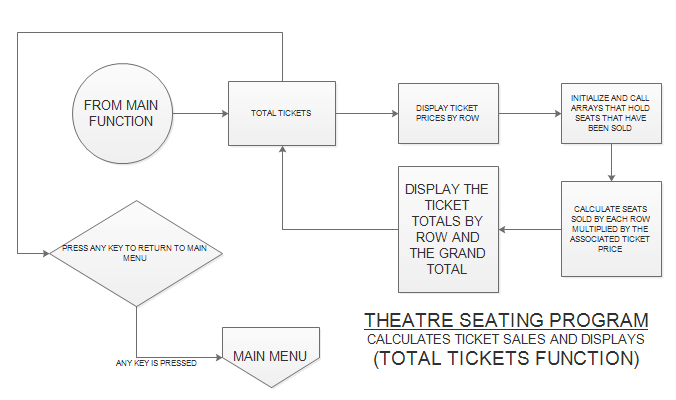 FROM MAIN
FUNCTION
TOTAL TICKETS
DISPLAY TICKET
PRICES BY ROW
INITIALIZE AND CALL
ARRAYS THAT HOLD
SEATS THAT HAVE
BEEN SOLD
CALCULATE SEATS
SOLD BY EACH ROW
MULTIPLIED BY THE
ASSOCIATED TICKET
PRICE
DISPLAY THE
TICKET
TOTALS BY
ROW AND
THE GRAND
TOTAL
PRESS ANY KEY TO RETURN TO MAIN
MENU
ANY KEY IS PRESSED
MAIN MENU
THEATRE SEATING PROGRAM
CALCULATES TICKET SALES AND DISPLAYS
(TOTAL TICKETS FUNCTION)